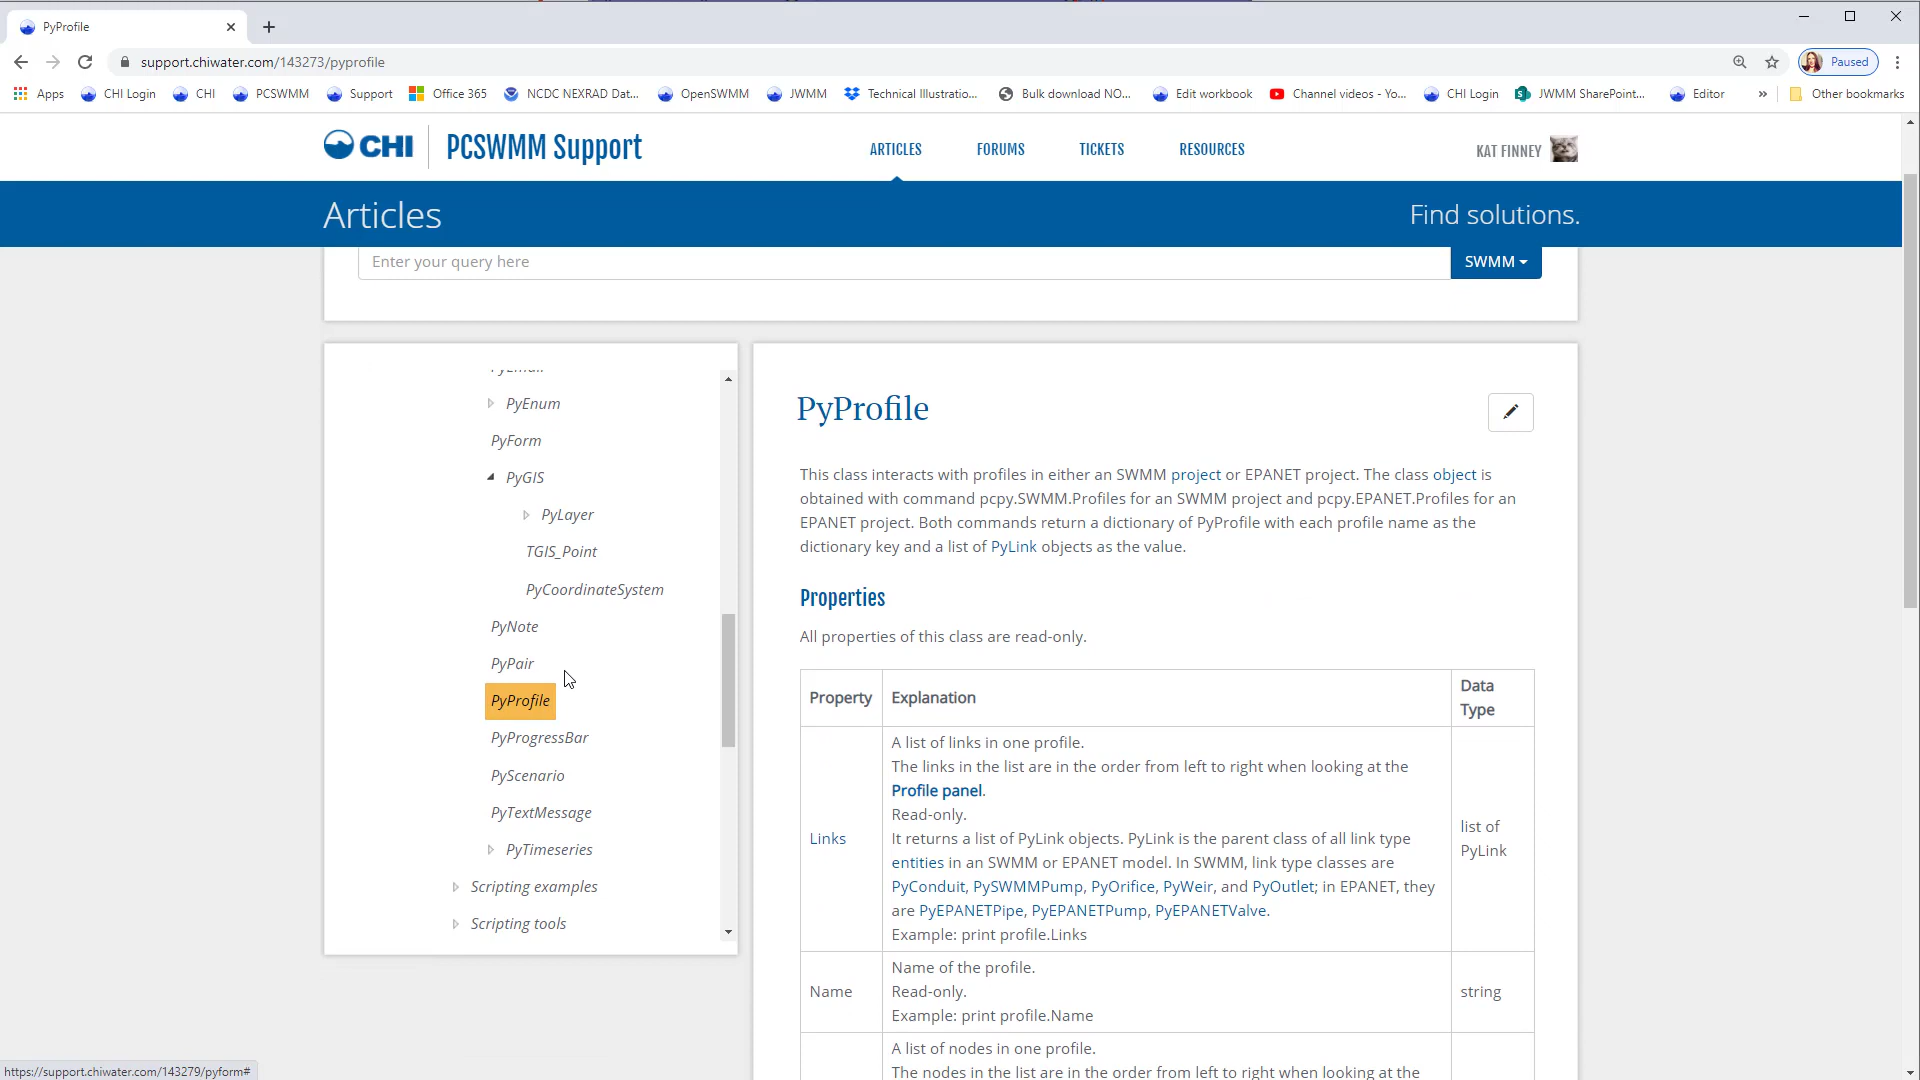 PyProfile
support.chiwater.com/143273/pyprofile
Paused
Apps
CHI Login
CHI
PCSWMM
Support
Office 365
NCDC NEXRAD Dat...
OpenSWMM
JWMM
Technical Illustratio...
Bulk download NO...
Edit workbook
Channel videos - Yo...
CHI Login
JWMM SharePoint...
Editor
»
Other bookmarks
CHI
PCSWMM Support
ARTICLES
FORUMS
TICKETS
RESOURCES
KAT FINNEY
Articles
Find solutions.
Enter your query here
SWMM
PyEmail
PyEnum
PyForm
PyGIS
PyLayer
TGIS_Point
PyCoordinateSystem
PyNote
PyPair
PyProfile
PyProgressBar
PyScenario
PyTextMessage
PyTimeseries
Scripting examples
Scripting tools
PyProfile
This class interacts with profiles in either an SWMM project or EPANET project. The class object is
obtained with command pcpy.SWMM.Profiles for an SWMM project and pcpy.EPANET.Profiles for an
EPANET project. Both commands return a dictionary of PyProfile with each profile name as the
dictionary key and a list of PyLink objects as the value.
Properties
All properties of this class are read-only.
Property
Explanation
Data
Type
Links
A list of links in one profile.
The links in the list are in the order from left to right when looking at the
Profile panel.
Read-only.
It returns a list of PyLink objects. PyLink is the parent class of all link type
entities in an SWMM or EPANET model. In SWMM, link type classes are
PyConduit, PySWMMPump, PyOrifice, PyWeir, and PyOutlet; in EPANET, they
are PyEPANETPipe, PyEPANETPump, PyEPANETValve.
Example: print profile.Links
list of
PyLink
Name
Name of the profile.
Read-only.
Example: print profile.Name
string
A list of nodes in one profile.
The nodes in the list are in the order from left to right when looking at the
https://support.chiwater.com/143279/pyform#